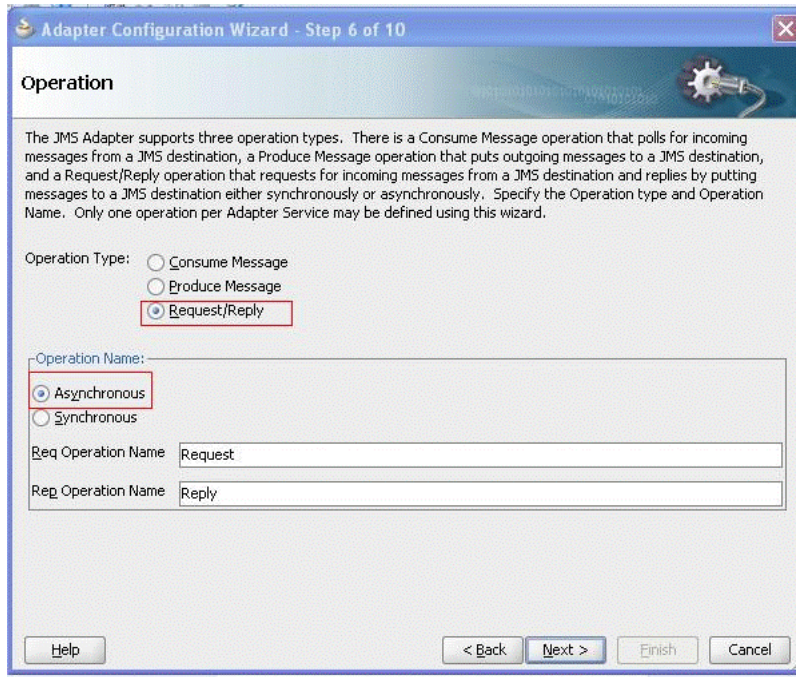 Adapter Configuration Wizard - Step 6 of 10
Operation
The JMS Adapter supports three operation types. There is a Consume Message operation that polls for incoming
messages from a JMS destination, a Produce Message operation that puts outgoing messages to a JMS destination,
and a Request/Reply operation that requests for incoming messages from a JMS destination and replies by putting
messages to a JMS destination either synchronously or asynchronously. Specify the Operation type and Operation
Name. Only one operation per Adapter Service may be defined using this wizard.
Operation Type:
Consume Message
Produce Message
Request/Reply
Operation Name:
Asynchronous
Synchronous
Req Operation Name Request
Rep Operation Name Reply
Help < Back Next > Finish Cancel